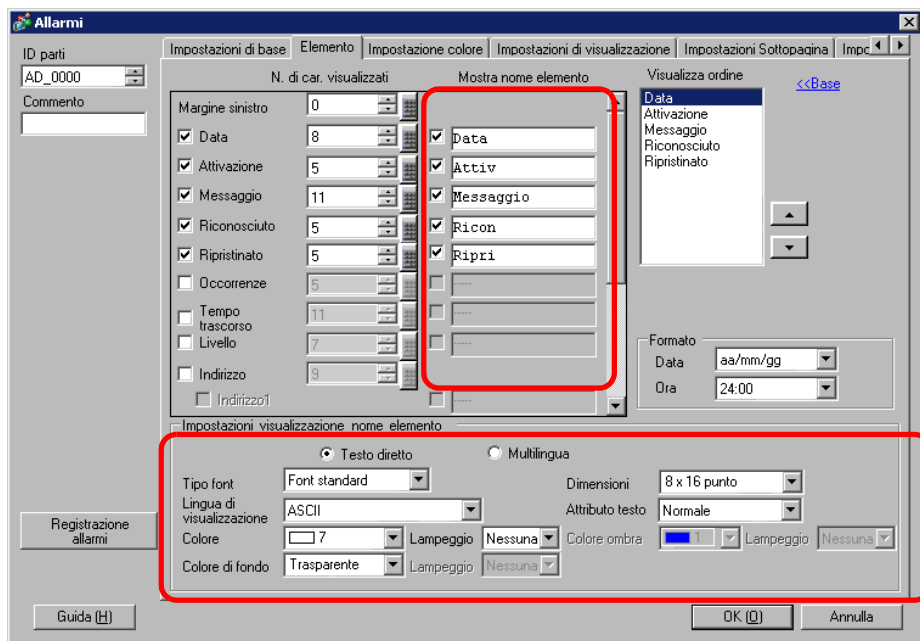 Allarmi
ID parti
AD_0000
Commento
Impostazioni di base Elemento Impostazione colore Impostazioni di visualizzazione Impostazioni Sottopagina
N. di car. visualizzati Mostra nome elemento Visualizza ordine <<Base
Margine sinistro 0
Data 8 Data
Attivazione 5 Attiv
Messaggio 11 Messaggio
Riconosciuto 5 Ricon
Ripristinato 5 Ripri
Occorrenze 5 -----
Tempo trascorso 11 -----
Livello 7 -----
Indirizzo 9
Indirizzo1 -----
Data
Attivazione
Messaggio
Riconosciuto
Ripristinato
Formato
Data aa/mm/gg
Ora 24:00
Impostazioni visualizzazione nome elemento
Testo diretto Multilingua
Tipo font Font standard Dimensioni 8 x 16 punto
Lingua di visualizzazione ASCII Attributo testo Normale
Colore 7 Lampeggio Nessuna Colore ombra 1 Lampeggio Nessuna
Colore di fondo Trasparente Lampeggio Nessuna
Registrazione allarmi
Guida (H) OK (O) Annulla